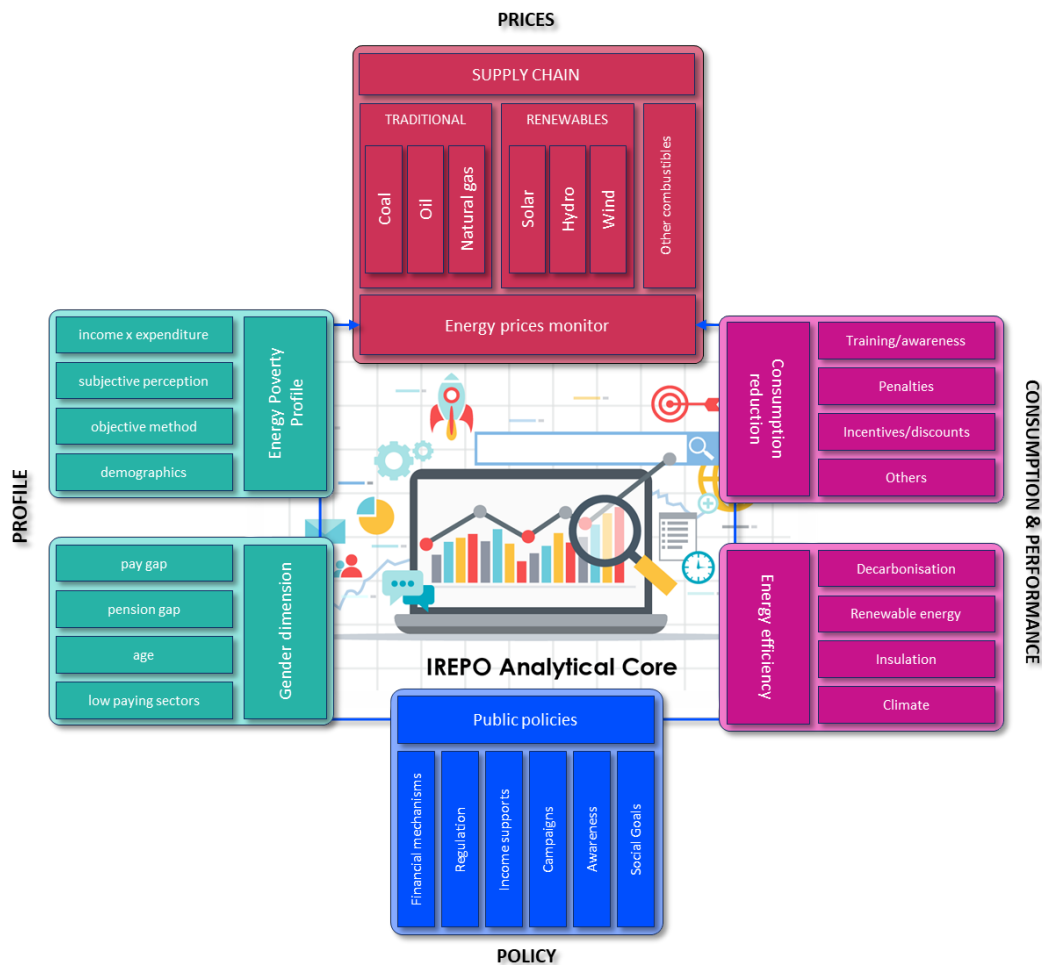 PRICES
SUPPLY CHAIN
TRADITIONAL
Coal
Oil
Natural gas
RENEWABLES
Solar
Hydro
Wind
Other combustibles
Energy prices monitor
PROFILE
income x expenditure
subjective perception
objective method
demographics
Energy Poverty
Profile
pay gap
pension gap
age
low paying sectors
Gender dimension
IREPO Analytical Core
CONSUMPTION & PERFORMANCE
Consumption
reduction
Training/awareness
Penalties
Incentives/discounts
Others
Energy efficiency
Decarbonisation
Renewable energy
Insulation
Climate
Public policies
Financial mechanisms
Regulation
Income supports
Campaigns
Awareness
Social Goals
POLICY